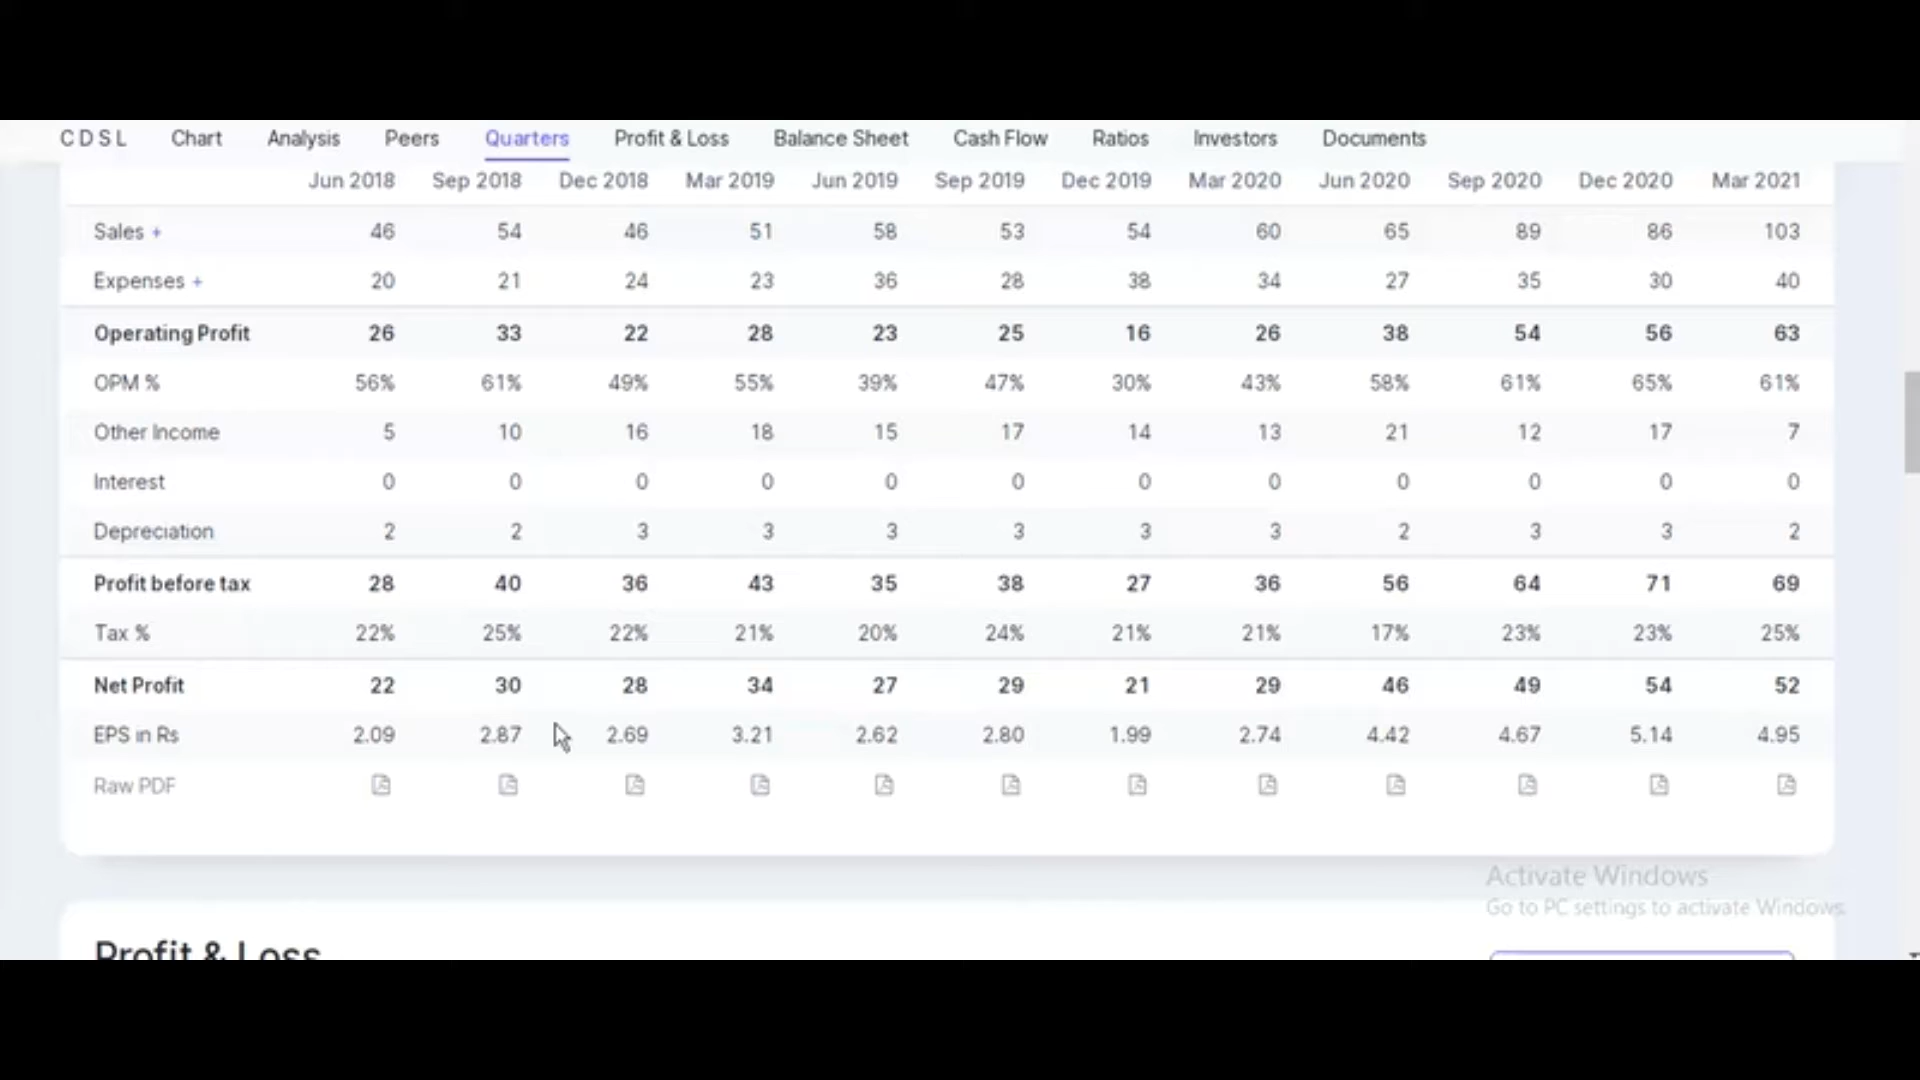 C D S L Chart Analysis Peers Quarters Profit & Loss Balance Sheet Cash Flow Ratios Investors Documents
Jun 2018 Sep 2018 Dec 2018 Mar 2019 Jun 2019 Sep 2019 Dec 2019 Mar 2020 Jun 2020 Sep 2020 Dec 2020 Mar 2021
Sales + 46 54 46 51 58 53 54 60 65 89 86 103
Expenses + 20 21 24 23 36 28 38 34 27 35 30 40
Operating Profit 26 33 22 28 23 25 16 26 38 54 56 63
OPM % 56% 61% 49% 55% 39% 47% 30% 43% 58% 61% 65% 61%
Other Income 5 10 16 18 15 17 14 13 21 12 17 7
Interest 0 0 0 0 0 0 0 0 0 0 0 0
Depreciation 2 2 3 3 3 3 3 3 2 3 3 2
Profit before tax 28 40 36 43 35 38 27 36 56 64 71 69
Tax % 22% 25% 22% 21% 20% 24% 21% 21% 17% 23% 23% 25%
Net Profit 22 30 28 34 27 29 21 29 46 49 54 52
EPS in Rs 2.09 2.87 2.69 3.21 2.62 2.80 1.99 2.74 4.42 4.67 5.14 4.95
Raw PDF
Activate Windows
Go to PC settings to activate Windows
Profit & Loss